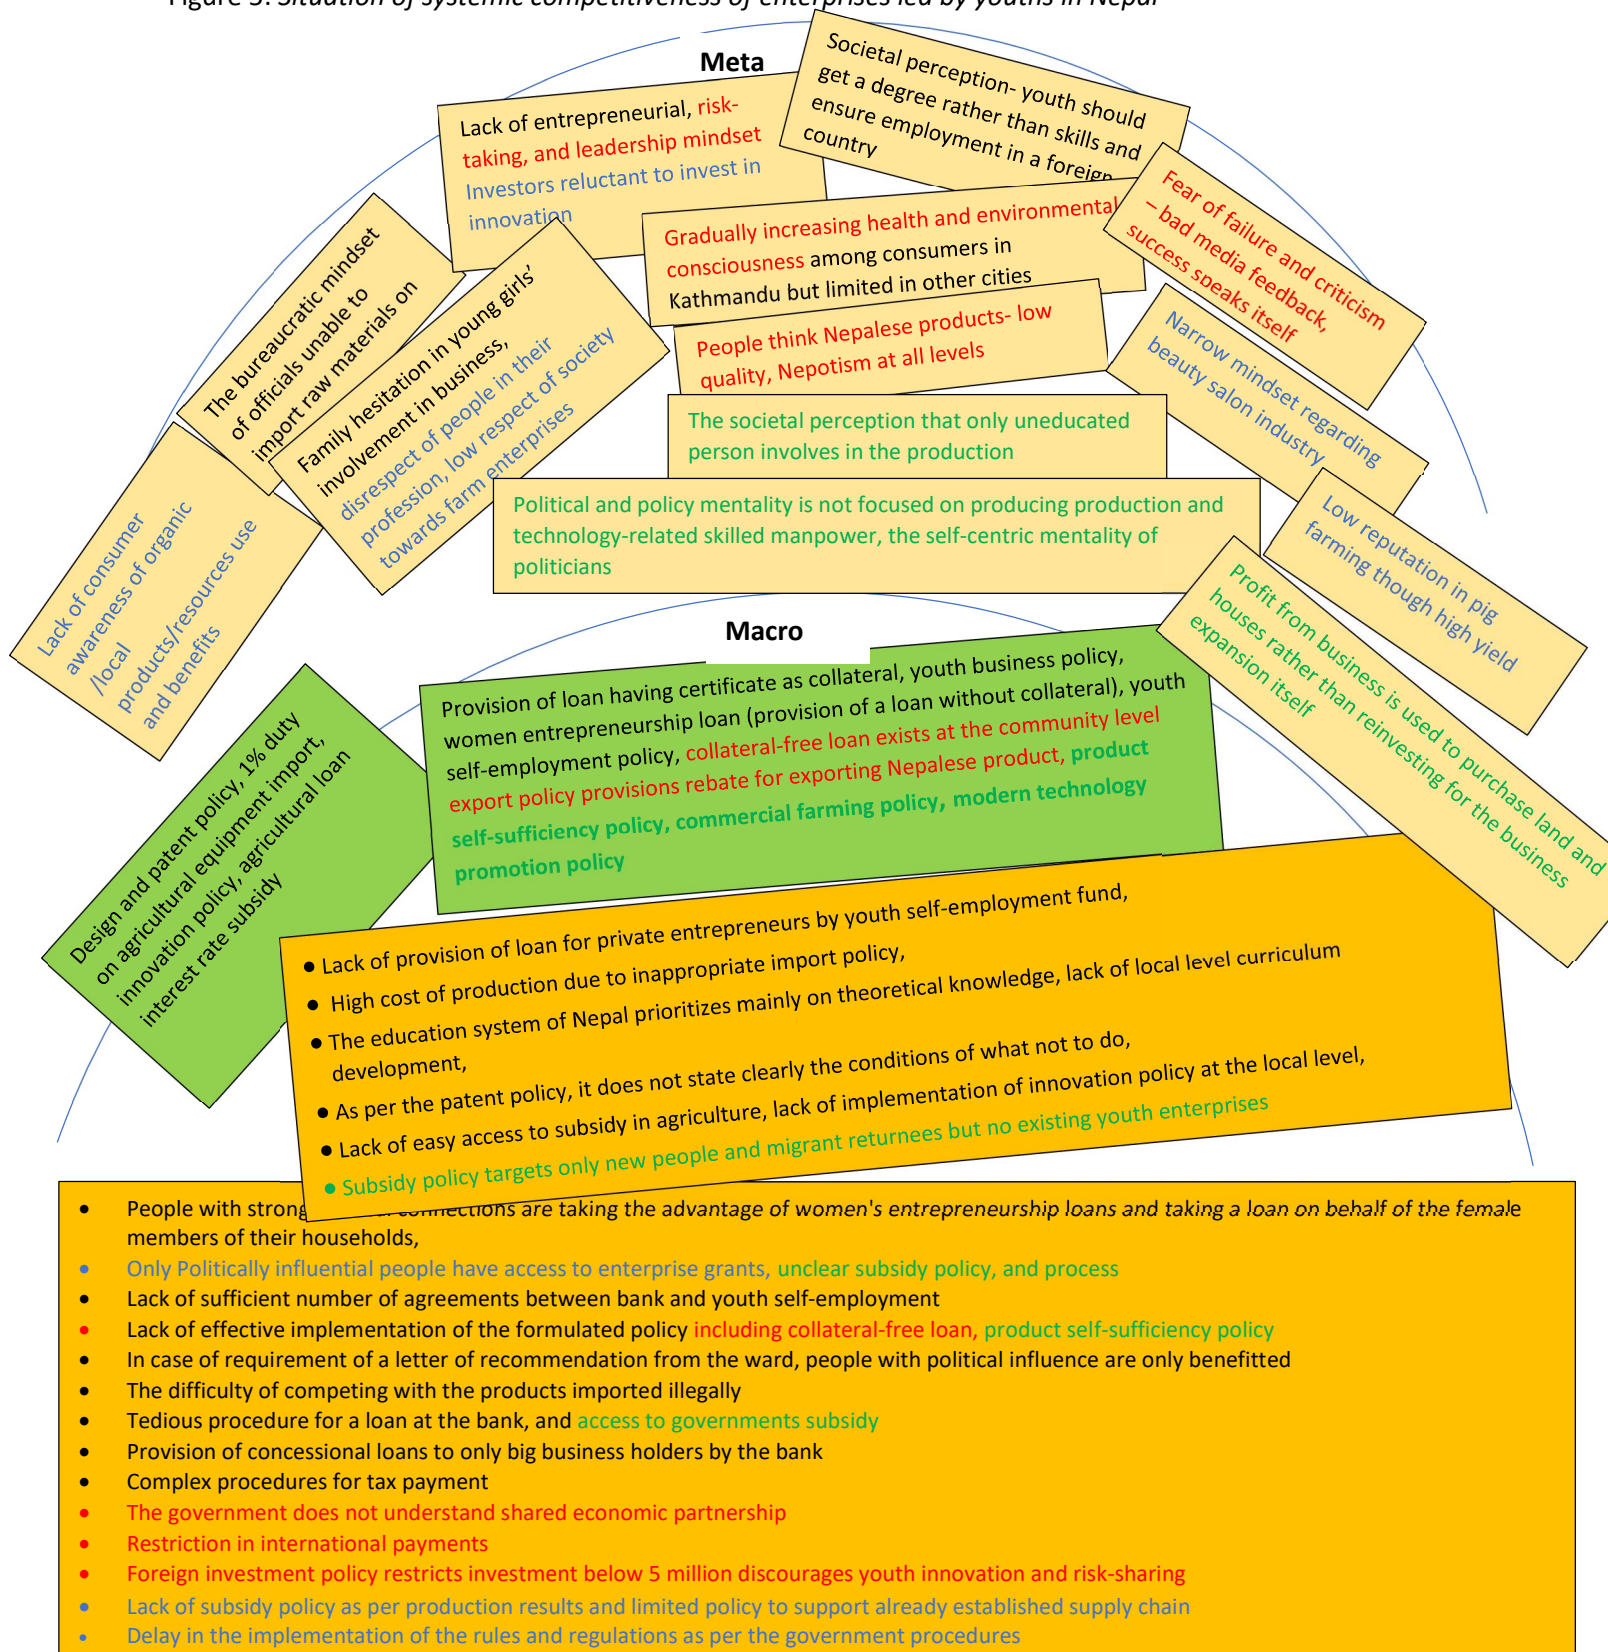 Figure 3. Situation of systemic competitiveness of enterprises led by youths in Nepal
Meta
Societal perception- youth should
get a degree rather than skills and
ensure employment in a foreign
country
Lack of entrepreneurial, risk-
taking, and leadership mindset
Investors reluctant to invest in
innovation
Fear of failure and criticism
– bad media feedback,
success speaks itself
Gradually increasing health and environmental
consciousness among consumers in
Kathmandu but limited in other cities
The bureaucratic mindset
of officials unable to
import raw materials on
Family hesitation in young girls'
involvement in business,
disrespect of people in their
profession, low respect of society
towards farm enterprises
People think Nepalese products- low
quality, Nepotism at all levels
Narrow mindset regarding
beauty salon industry
The societal perception that only uneducated
person involves in the production
Political and policy mentality is not focused on producing production and
technology-related skilled manpower, the self-centric mentality of
politicians
Low reputation in pig
farming though high yield
Lack of consumer
awareness of organic
/local
products/resources use
and benefits
Profit from business is used to purchase land and
houses rather than reinvesting for the business
expansion itself
Macro
Provision of loan having certificate as collateral, youth business policy,
women entrepreneurship loan (provision of a loan without collateral), youth
self-employment policy, collateral-free loan exists at the community level
export policy provisions rebate for exporting Nepalese product, product
self-sufficiency policy, commercial farming policy, modern technology
promotion policy
Design and patent policy, 1% duty
on agricultural equipment import,
innovation policy, agricultural loan
interest rate subsidy
● Lack of provision of loan for private entrepreneurs by youth self-employment fund,
● High cost of production due to inappropriate import policy,
● The education system of Nepal prioritizes mainly on theoretical knowledge, lack of local level curriculum
development,
● As per the patent policy, it does not state clearly the conditions of what not to do,
● Lack of easy access to subsidy in agriculture, lack of implementation of innovation policy at the local level,
● Subsidy policy targets only new people and migrant returnees but no existing youth enterprises
• People with strong connections are taking the advantage of women's entrepreneurship loans and taking a loan on behalf of the female
members of their households,
• Only Politically influential people have access to enterprise grants, unclear subsidy policy, and process
• Lack of sufficient number of agreements between bank and youth self-employment
• Lack of effective implementation of the formulated policy including collateral-free loan, product self-sufficiency policy
• In case of requirement of a letter of recommendation from the ward, people with political influence are only benefitted
• The difficulty of competing with the products imported illegally
• Tedious procedure for a loan at the bank, and access to governments subsidy
• Provision of concessional loans to only big business holders by the bank
• Complex procedures for tax payment
• The government does not understand shared economic partnership
• Restriction in international payments
• Foreign investment policy restricts investment below 5 million discourages youth innovation and risk-sharing
• Lack of subsidy policy as per production results and limited policy to support already established supply chain
• Delay in the implementation of the rules and regulations as per the government procedures